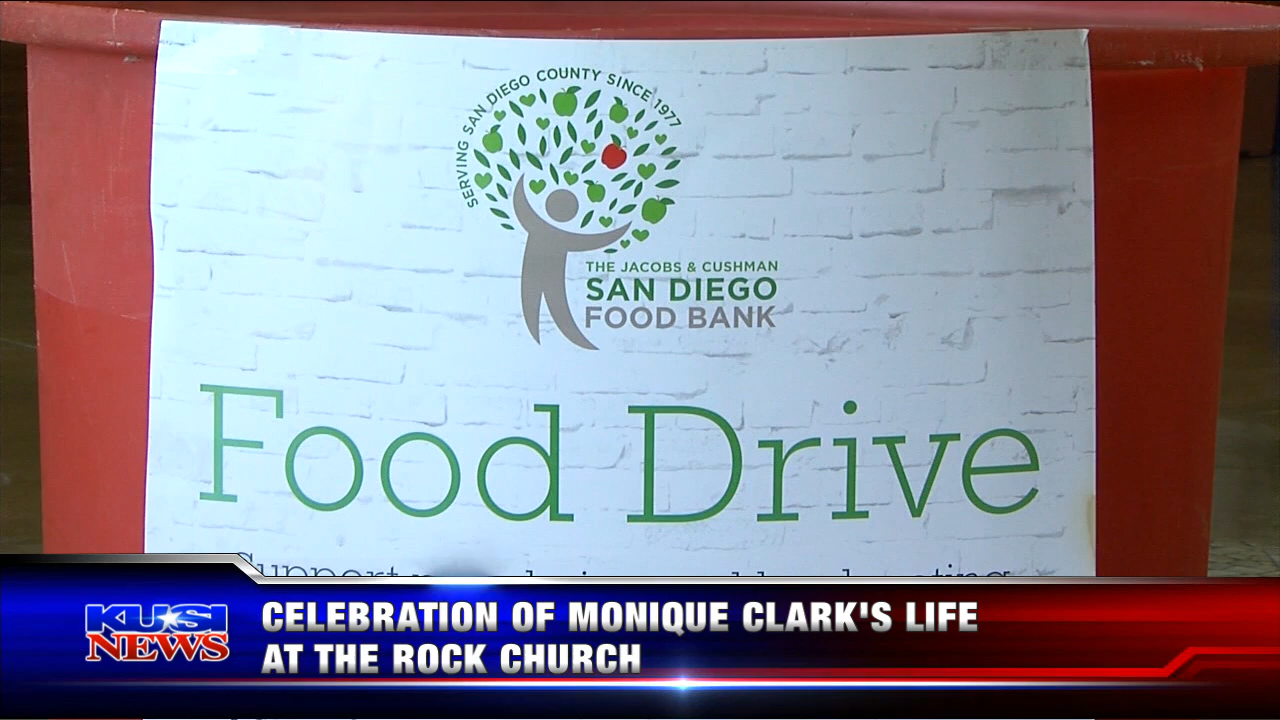 SERVING SAN DIEGO COUNTY SINCE 1977
THE JACOBS & CUSHMAN
SAN DIEGO
FOOD BANK
Food Drive
Support
KUSI
NEWS
CELEBRATION OF MONIQUE CLARK'S LIFE
AT THE ROCK CHURCH